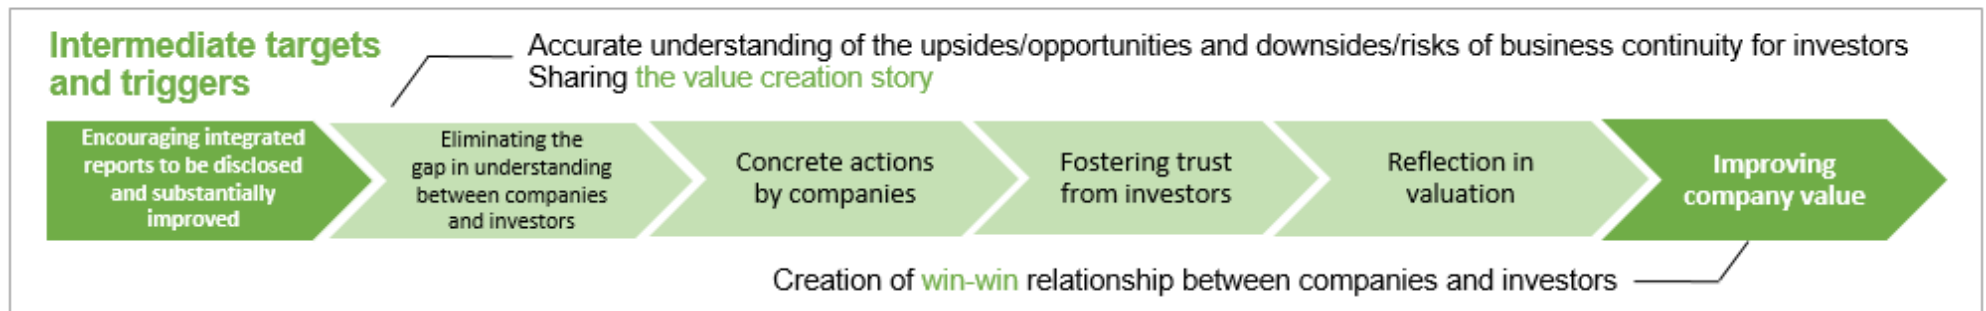 Intermediate targets
and triggers
Accurate understanding of the upsides/opportunities and downsides/risks of business continuity for investors
Sharing the value creation story
Encouraging integrated
reports to be disclosed
and substantially
improved
Eliminating the
gap in understanding
between companies
and investors
Concrete actions
by companies
Fostering trust
from investors
Reflection in
valuation
Improving
company value
Creation of win-win relationship between companies and investors